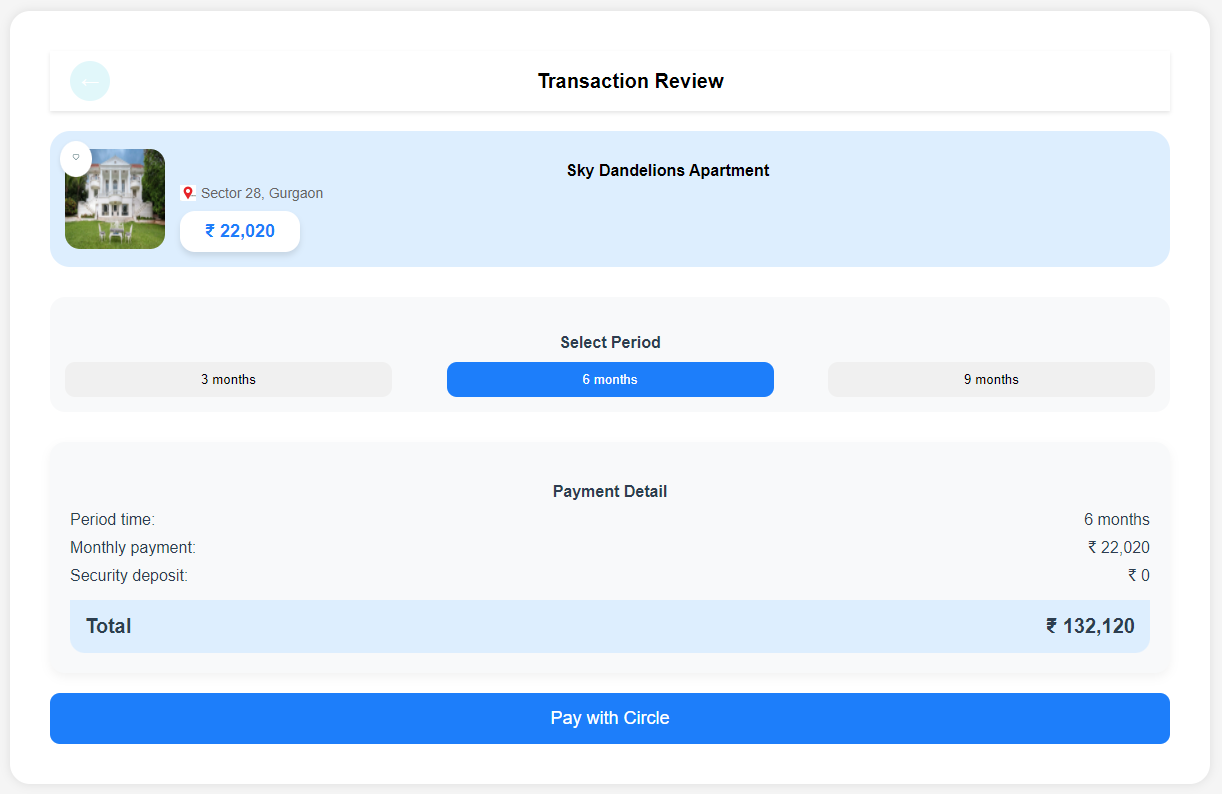 ←
Transaction Review
Sky Dandelions Apartment
Sector 28, Gurgaon
₹ 22,020
Select Period
3 months
6 months
9 months
Payment Detail
Period time: 6 months
Monthly payment: ₹ 22,020
Security deposit: ₹ 0
Total ₹ 132,120
Pay with Circle